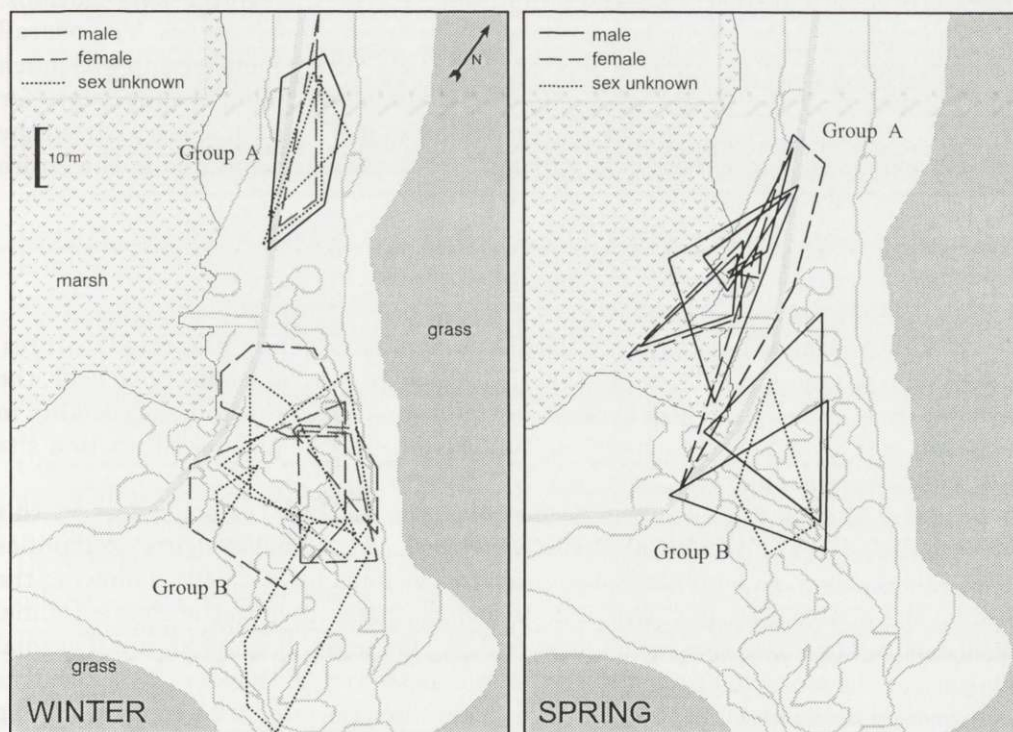 male
female
sex unknown
N
10 m
Group A
marsh
grass
Group B
grass
WINTER
male
female
sex unknown
Group A
Group B
SPRING